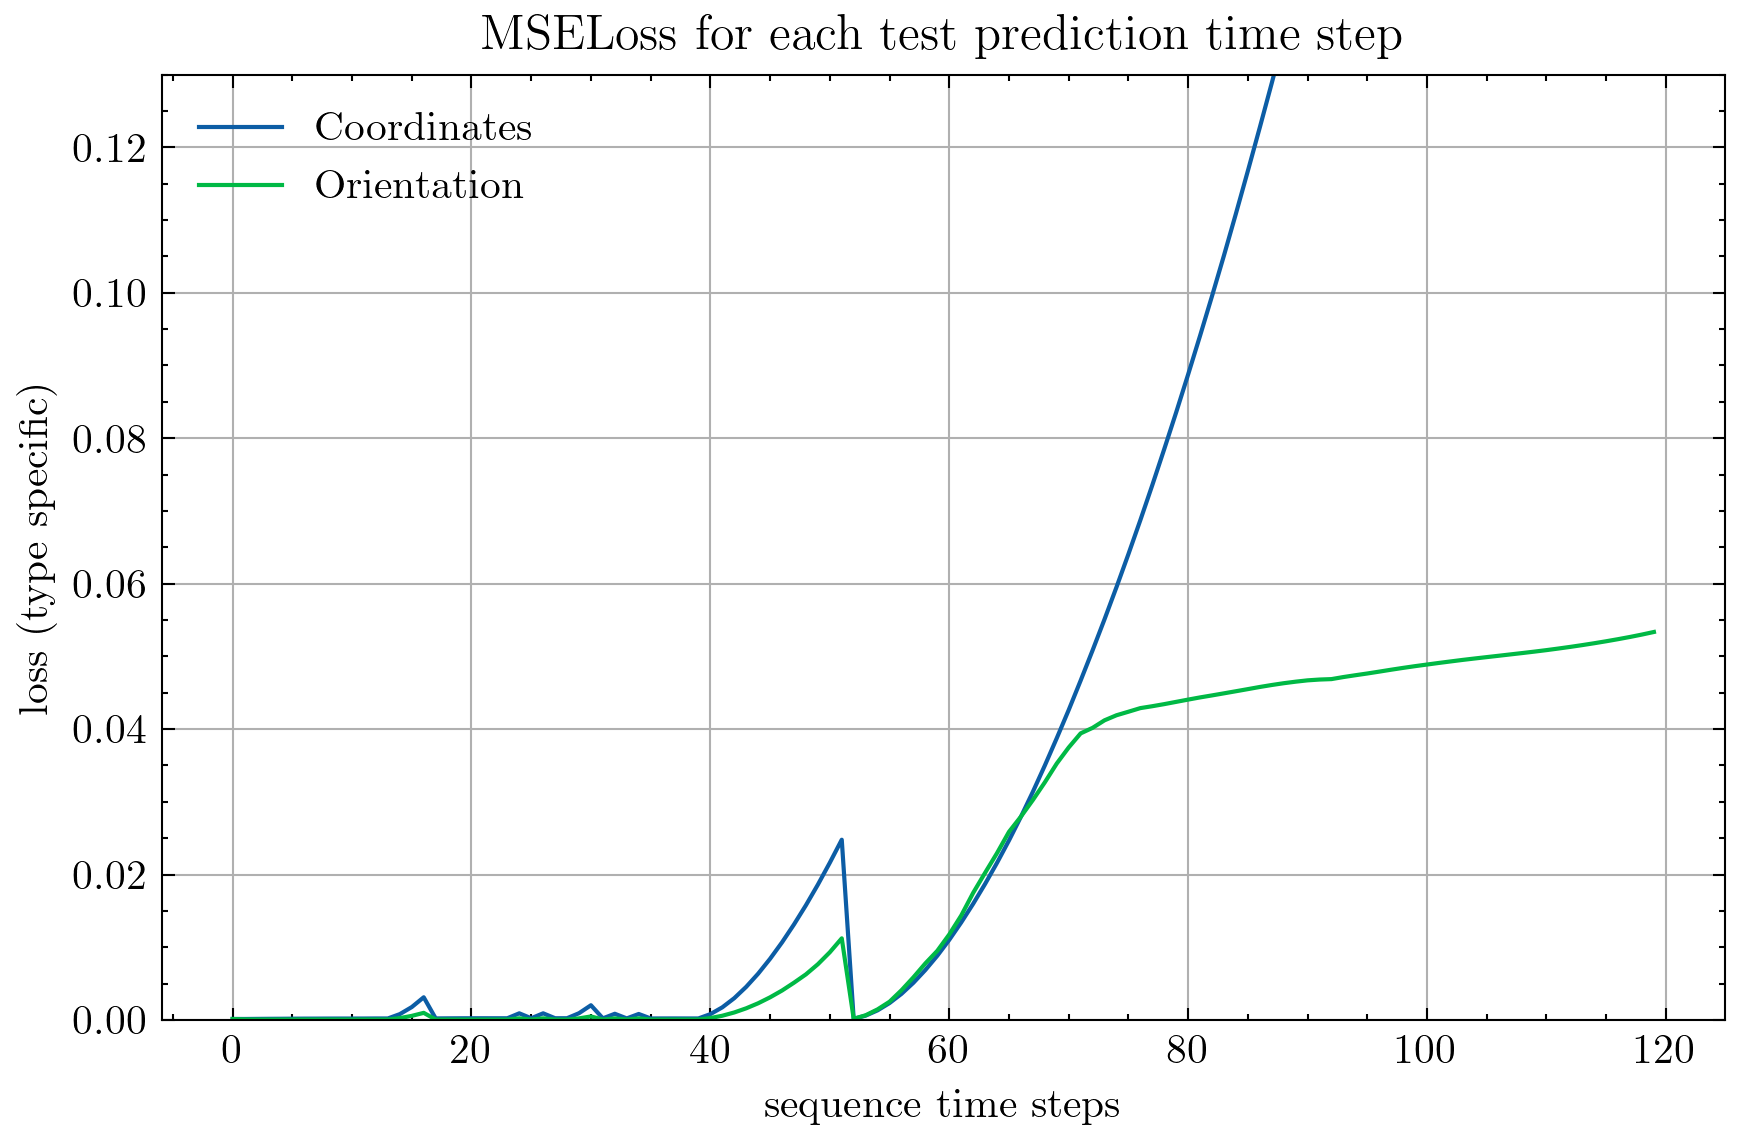 MSELoss for each test prediction time step
Coordinates
Orientation
loss (type specific)
0.12
0.10
0.08
0.06
0.04
0.02
0.00
0 20 40 60 80 100 120
sequence time steps